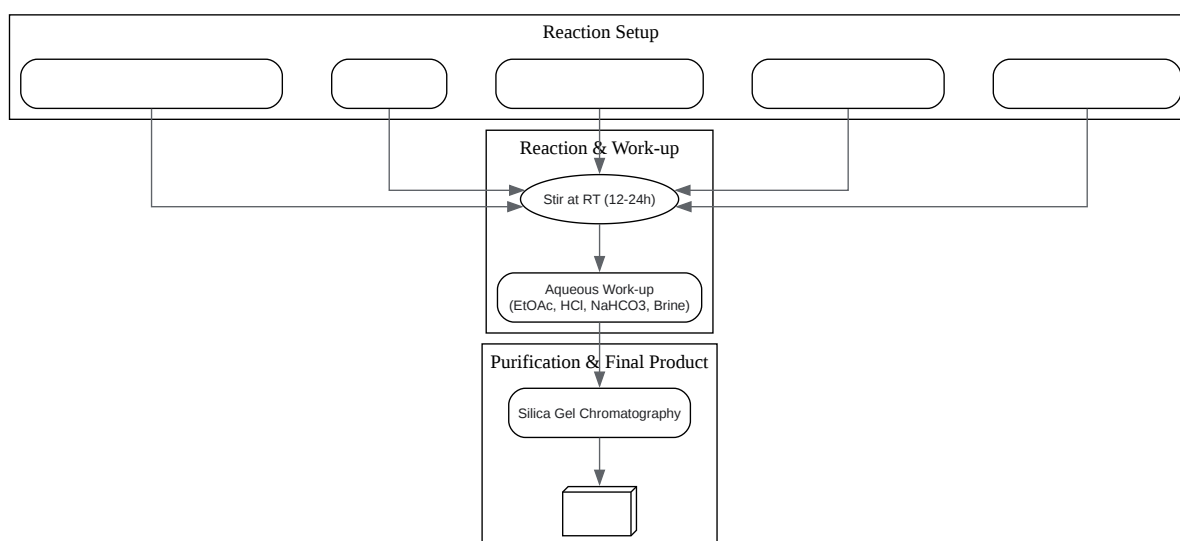 Reaction Setup
Reaction & Work-up
Stir at RT (12-24h)
Aqueous Work-up
(EtOAc, HCl, NaHCO3, Brine)
Purification & Final Product
Silica Gel Chromatography